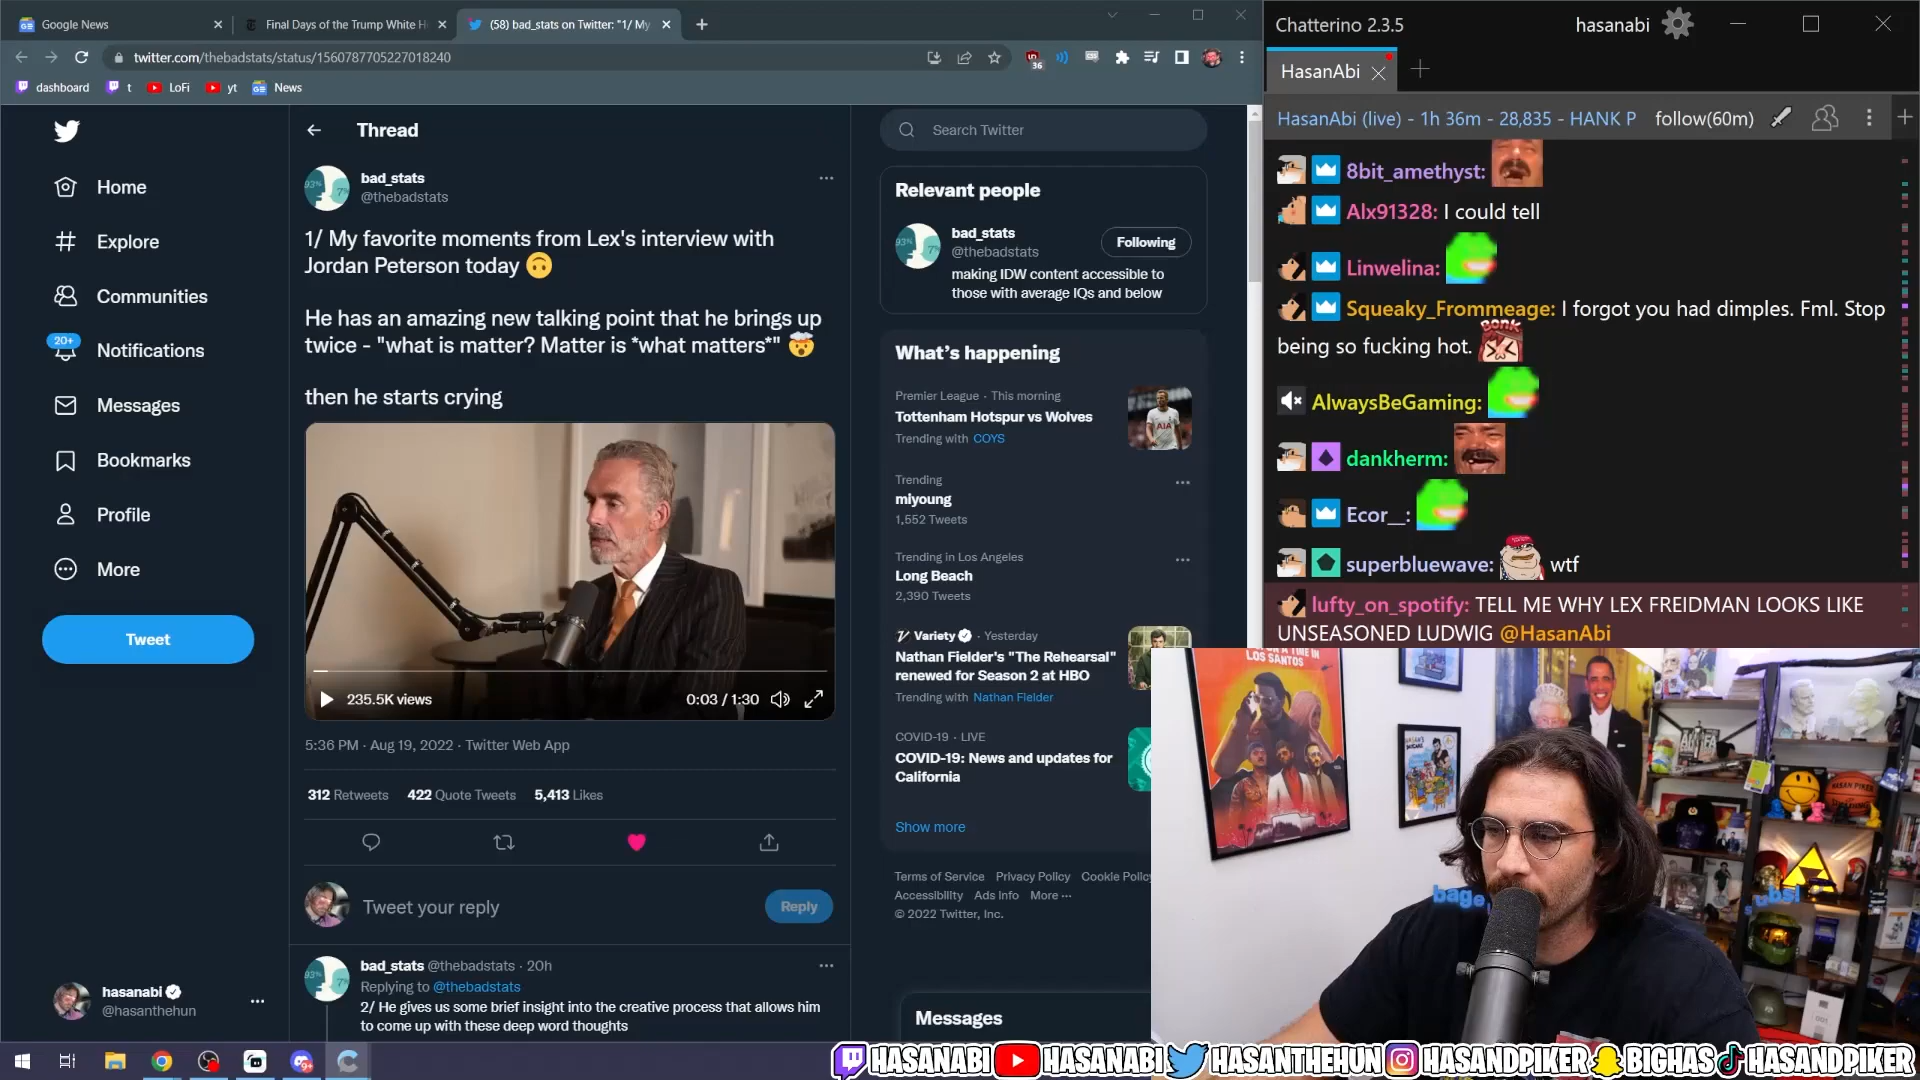 Google News
Final Days of the Trump White H
(58) bad_stats on Twitter: "1/ My
twitter.com/thebadstats/status/1560787705227018240
36
dashboard
t
LoFi
yt
News
Home
Explore
Communities
20+
Notifications
Messages
Bookmarks
Profile
More
Tweet
hasanabi
@hasanthehun
Thread
bad_stats
@thebadstats
1/ My favorite moments from Lex's interview with
Jordan Peterson today 🙃
He has an amazing new talking point that he brings up
twice - "what is matter? Matter is *what matters*" 🤯
then he starts crying
235.5K views
0:03 / 1:30
5:36 PM · Aug 19, 2022 · Twitter Web App
312 Retweets 422 Quote Tweets 5,413 Likes
Tweet your reply
Reply
93% 7%
bad_stats @thebadstats · 20h
Replying to @thebadstats
2/ He gives us some brief insight into the creative process that allows him
to come up with these deep word thoughts
Search Twitter
Relevant people
93% 7%
bad_stats
@thebadstats
Following
making IDW content accessible to
those with average IQs and below
What's happening
Premier League · This morning
Tottenham Hotspur vs Wolves
Trending with COYS
AIA
Trending
miyoung
1,552 Tweets
Trending in Los Angeles
Long Beach
2,390 Tweets
Variety · Yesterday
Nathan Fielder's "The Rehearsal"
renewed for Season 2 at HBO
Trending with Nathan Fielder
COVID-19 · LIVE
COVID-19: News and updates for
California
Show more
Terms of Service Privacy Policy Cookie Policy
Accessibility Ads info More ···
© 2022 Twitter, Inc.
Messages
Chatterino 2.3.5
hasanabi
HasanAbi
HasanAbi (live) - 1h 36m - 28,835 - HANK P
follow(60m)
8bit_amethyst:
Alx91328: I could tell
Linwelina:
Squeaky_Frommeage: I forgot you had dimples. Fml. Stop
being so fucking hot.
BONK
AlwaysBeGaming:
dankherm:
Ecor__:
superbluewave: wtf
lufty_on_spotify: TELL ME WHY LEX FREIDMAN LOOKS LIKE
UNSEASONED LUDWIG @HasanAbi
LOS SANTOS
HASANABI HASANABI HASANTHEHUN HASANDPIKER BIGHAS HASANDPIKER